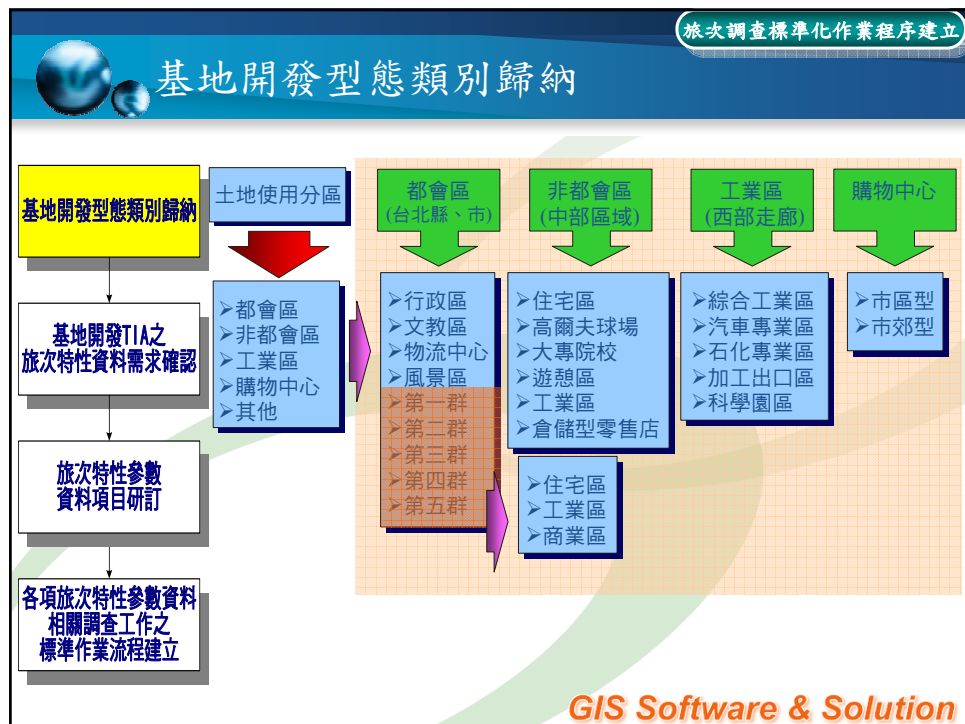 旅次調查標準化作業程序建立
基地開發型態類別歸納
基地開發型態類別歸納
基地開發TIA之
旅次特性資料需求確認
旅次特性參數
資料項目研訂
各項旅次特性參數資料
相關調查工作之
標準作業流程建立
土地使用分區
➢都會區
➢非都會區
➢工業區
➢購物中心
➢其他
都會區
(台北縣、市)
➢行政區
➢文教區
➢物流中心
➢風景區
➢第一群
➢第二群
➢第三群
➢第四群
➢第五群
非都會區
(中部區域)
➢住宅區
➢高爾夫球場
➢大專院校
➢遊憩區
➢工業區
➢倉儲型零售店
➢住宅區
➢工業區
➢商業區
工業區
(西部走廊)
➢綜合工業區
➢汽車專業區
➢石化專業區
➢加工出口區
➢科學園區
購物中心
➢市區型
➢市郊型
GIS Software & Solution